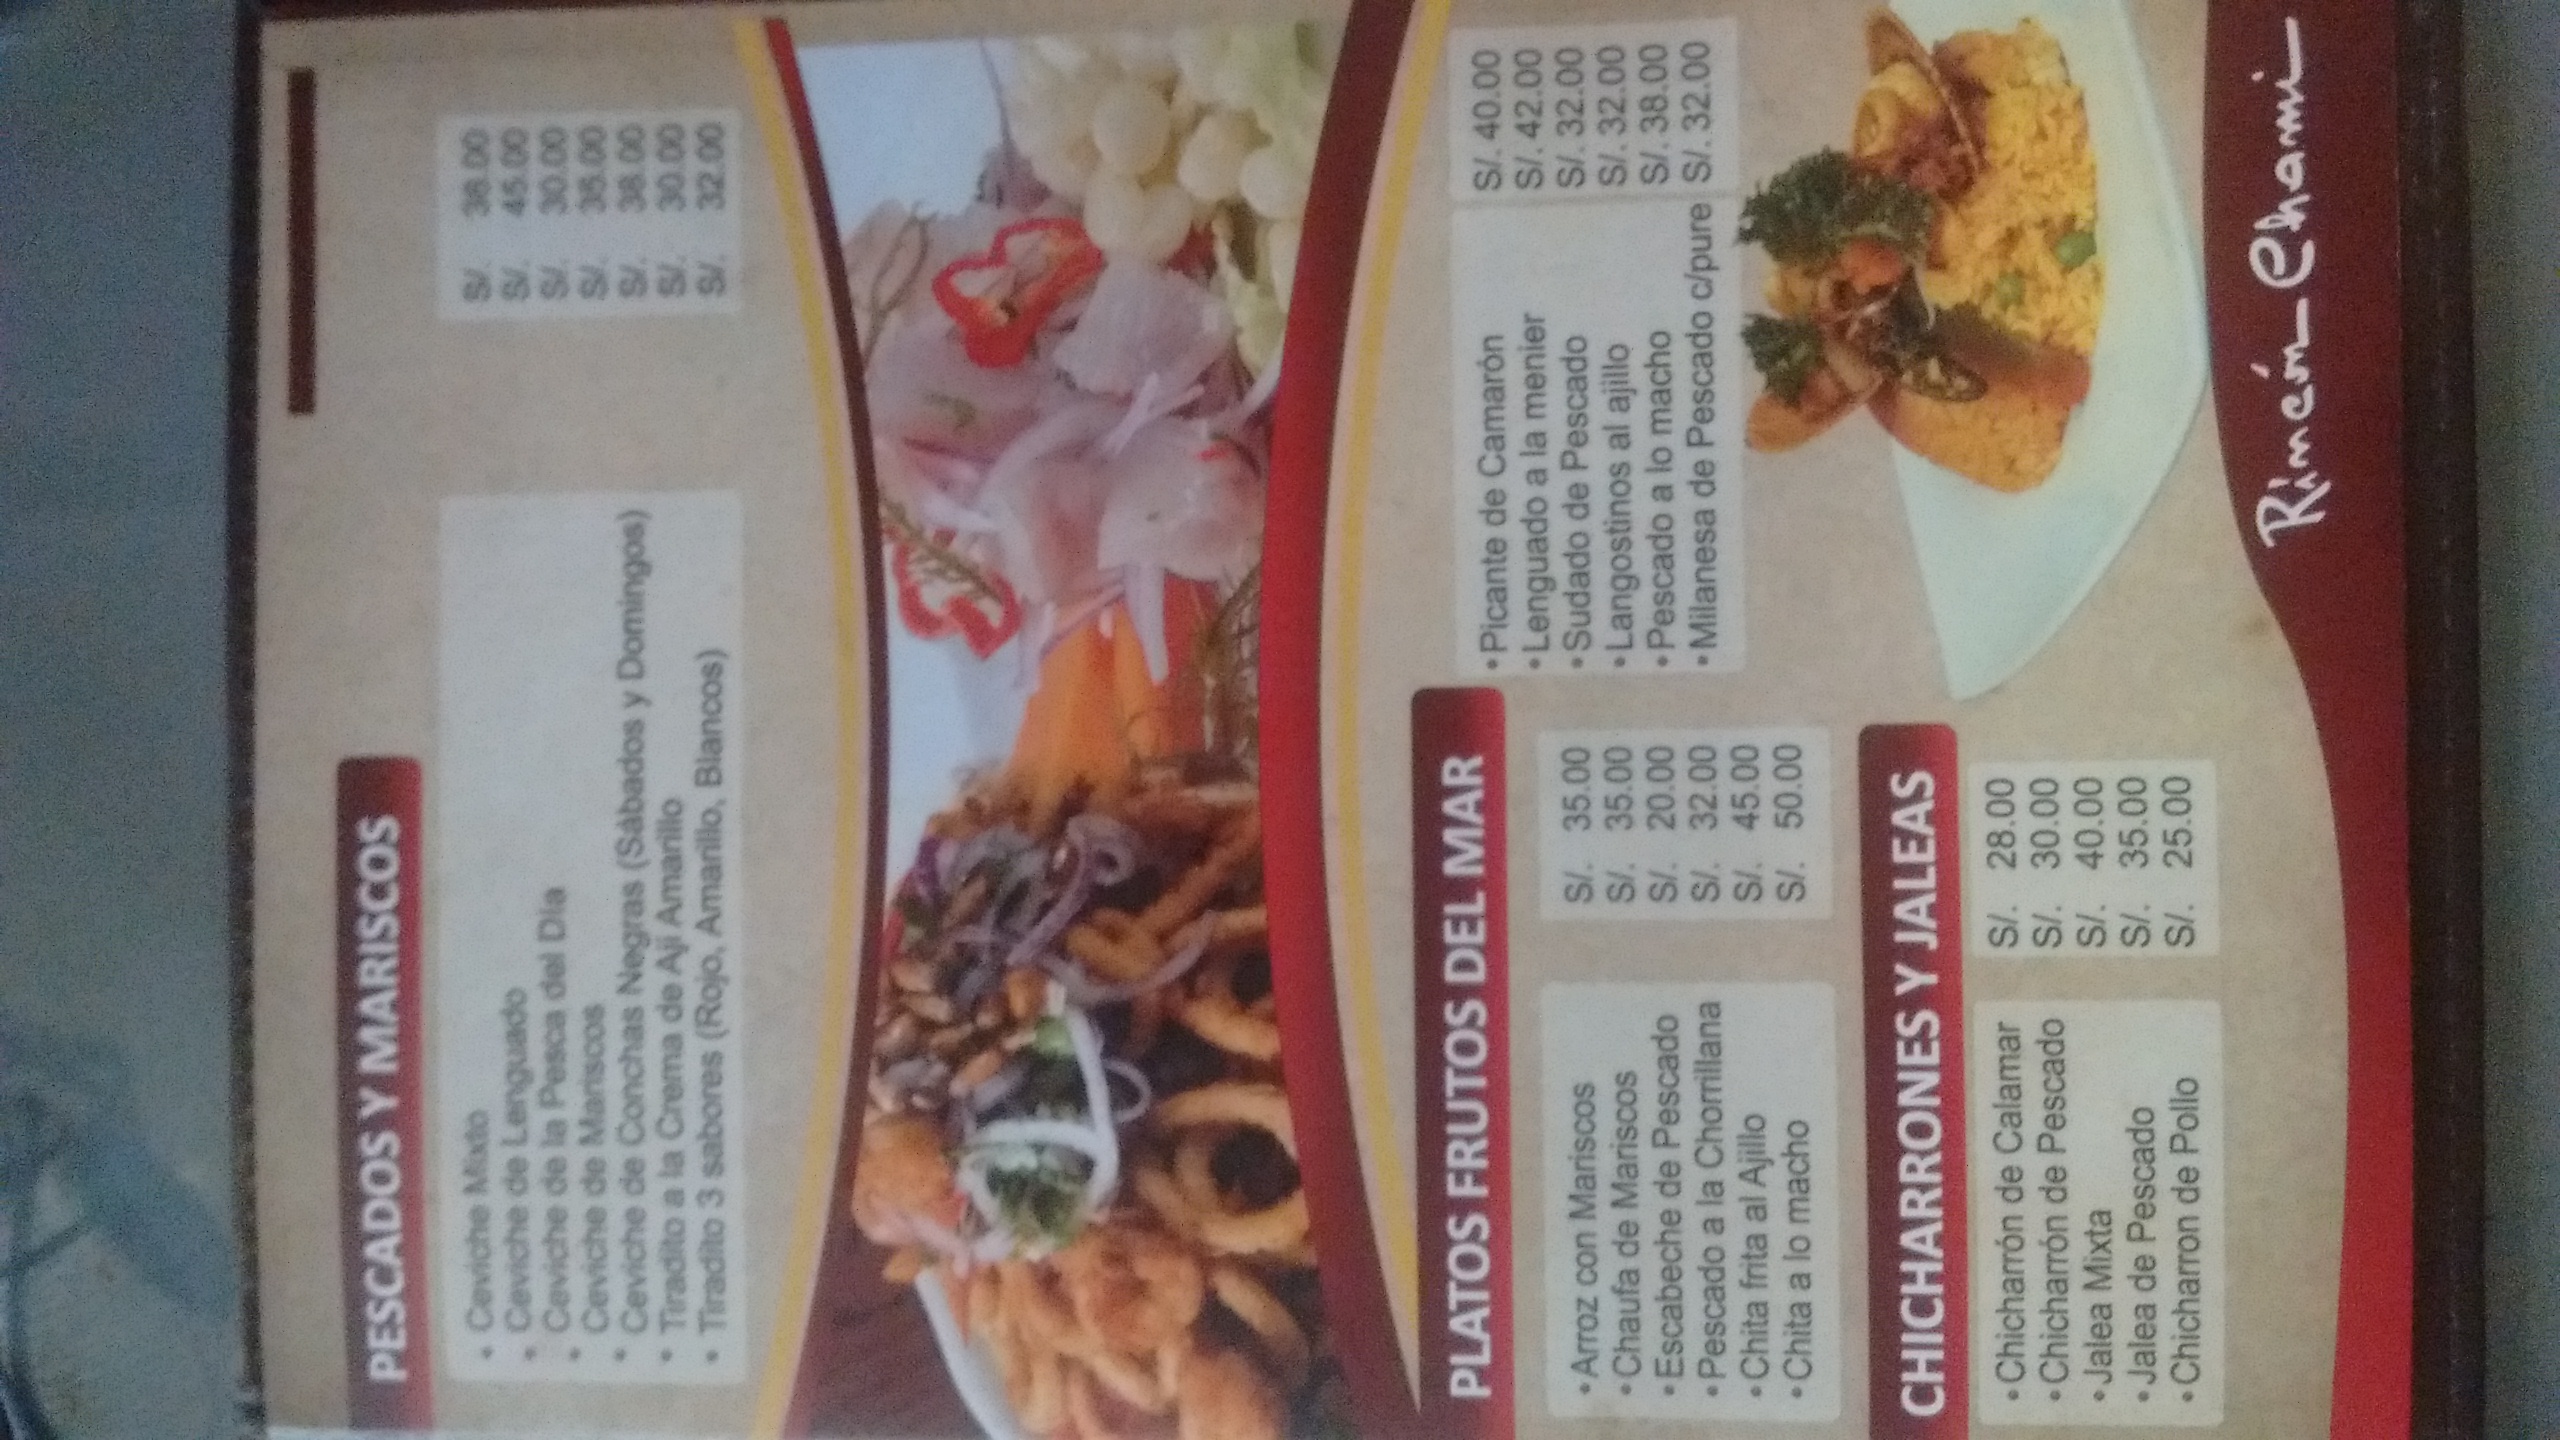 PESCADOS Y MARISCOS
• Ceviche Mixto S/. 36.00
• Ceviche de Lenguado S/. 45.00
• Ceviche de la Pesca del Día S/. 30.00
• Ceviche de Mariscos S/. 35.00
Ceviche de Conchas Negras (Sábados y Domingos) S/. 38.00
• Tiradito a la Crema de Ají Amarillo S/. 30.00
• Tiradito 3 sabores (Rojo, Amarillo, Blancos) S/. 32.00
PLATOS FRUTOS DEL MAR
• Arroz con Mariscos S/. 35.00
• Chaufa de Mariscos S/. 35.00
• Escabeche de Pescado S/. 20.00
• Pescado a la Chorrillana S/. 32.00
• Chita frita al Ajillo S/. 45.00
• Chita a lo macho S/. 50.00
• Picante de Camarón S/. 40.00
• Lenguado a la menier S/. 42.00
• Sudado de Pescado S/. 32.00
• Langostinos al ajillo S/. 32.00
• Pescado a lo macho S/. 38.00
• Milanesa de Pescado c/pure S/. 32.00
CHICHARRONES Y JALEAS
• Chicharrón de Calamar S/. 28.00
• Chicharrón de Pescado S/. 30.00
• Jalea Mixta S/. 40.00
• Jalea de Pescado S/. 35.00
• Chicharron de Pollo S/. 25.00
Rincón Chami